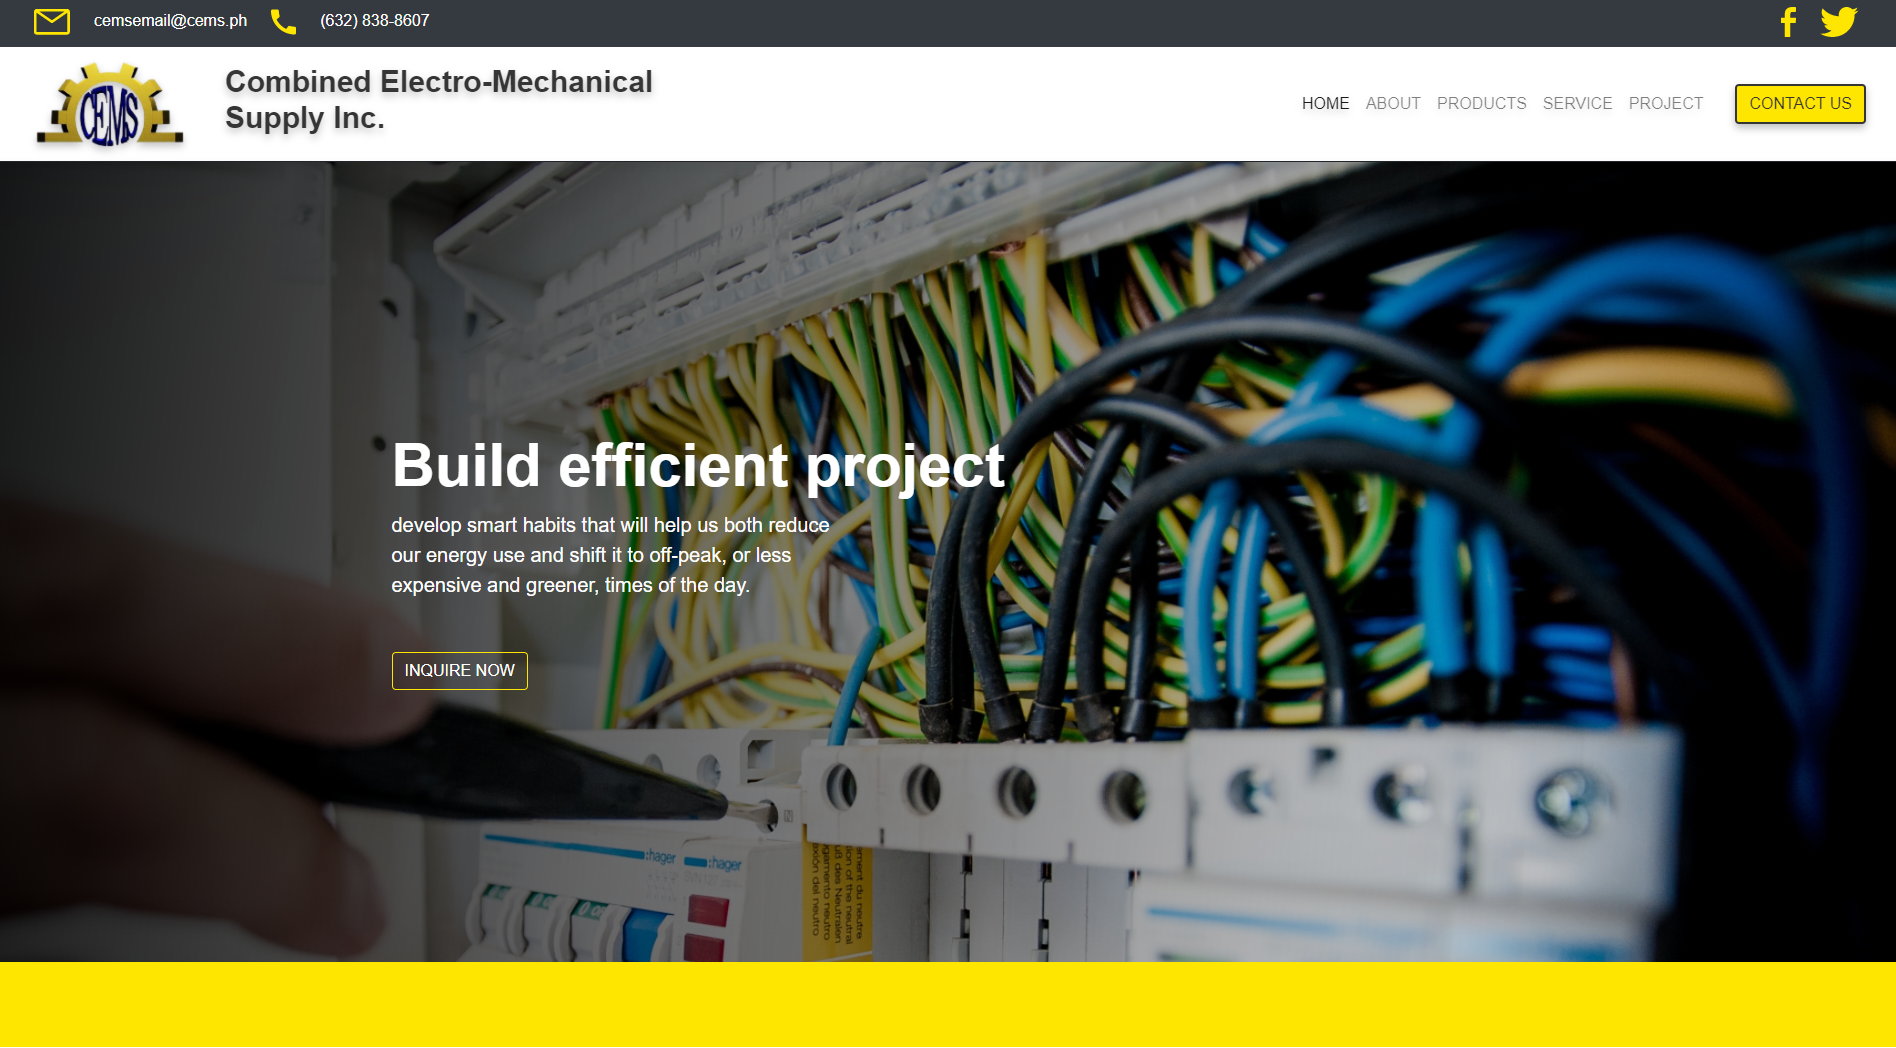 cemsemail@cems.ph
(632) 838-8607
CEMS
Combined Electro-Mechanical
Supply Inc.
HOME
ABOUT
PRODUCTS
SERVICE
PROJECT
CONTACT US
Build efficient project
develop smart habits that will help us both reduce
our energy use and shift it to off-peak, or less
expensive and greener, times of the day.
INQUIRE NOW
:hager
:hager